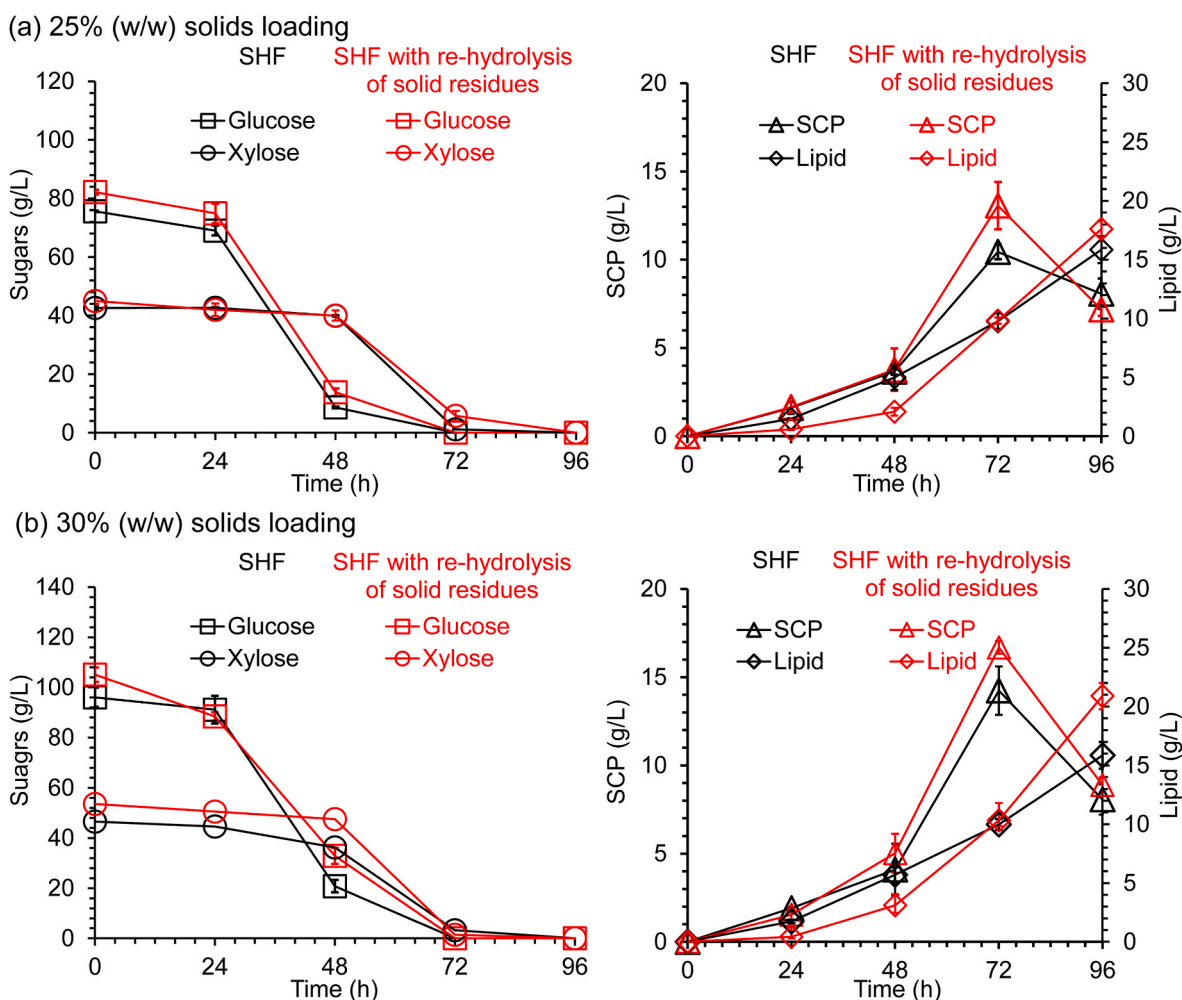 (a) 25% (w/w) solids loading
SHF
SHF with re-hydrolysis
of solid residues
Glucose
Glucose
Xylose
Xylose
120
100
80
60
40
20
0
Sugars (g/L)
0
24
48
72
96
Time (h)
SHF
SHF with re-hydrolysis
of solid residues
SCP
SCP
Lipid
Lipid
20
15
10
5
0
SCP (g/L)
30
25
20
15
10
5
0
Lipid (g/L)
0
24
48
72
96
Time (h)
(b) 30% (w/w) solids loading
SHF
SHF with re-hydrolysis
of solid residues
Glucose
Glucose
Xylose
Xylose
140
120
100
80
60
40
20
0
Suagrs (g/L)
0
24
48
72
96
Time (h)
SHF
SHF with re-hydrolysis
of solid residues
SCP
SCP
Lipid
Lipid
20
15
10
5
0
SCP (g/L)
30
25
20
15
10
5
0
Lipid (g/L)
0
24
48
72
96
Time (h)